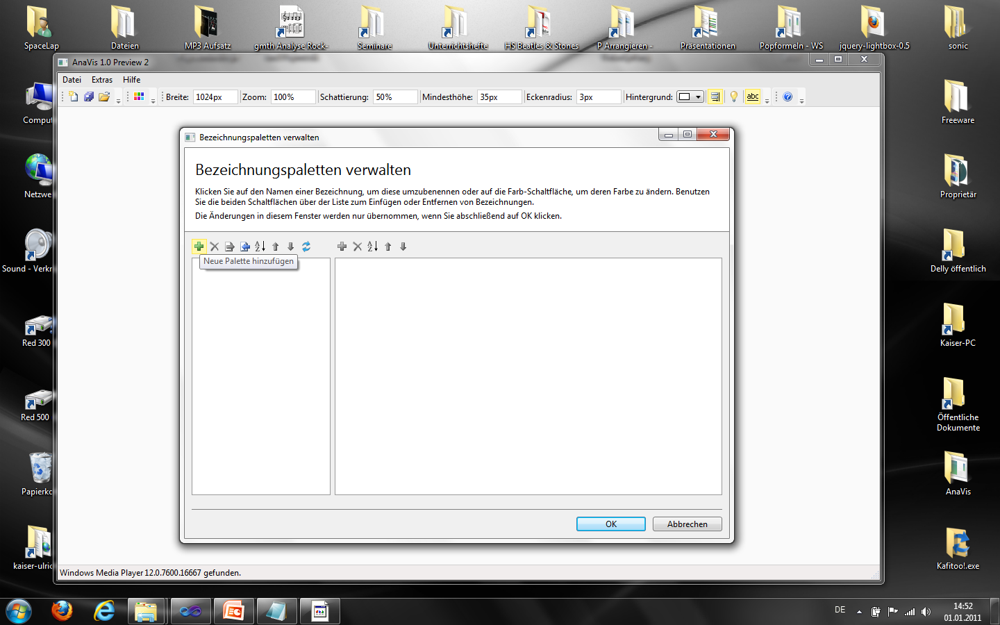 SpaceLap
Dateien
MP3 Aufsatz
gmth Analyse Rock-
Seminare
Unterrichtshefte
HS Beatles & Stones
P Arrangieren -
Präsentationen
Popformeln - WS
jquery-lightbox-0.5
sonic
AnaVis 1.0 Preview 2
Datei Extras Hilfe
Breite: 1024px Zoom: 100% Schattierung: 50% Mindesthöhe: 35px Eckenradius: 3px Hintergrund: abc
Comput
Freeware
Bezeichnungspaletten verwalten
Bezeichnungspaletten verwalten
Klicken Sie auf den Namen einer Bezeichnung, um diese umzubenennen oder auf die Farb-Schaltfläche, um deren Farbe zu ändern. Benutzen
Sie die beiden Schaltflächen über der Liste zum Einfügen oder Entfernen von Bezeichnungen.
Die Änderungen in diesem Fenster werden nur übernommen, wenn Sie abschließend auf OK klicken.
Netzwe
Proprietär
A Z A Z
Neue Palette hinzufügen
Sound - Verkr
Delly öffentlich
Red 300
Kaiser-PC
Red 500
Öffentliche
Dokumente
Papierko
AnaVis
OK Abbrechen
kaiser-ulric
Kafitoo!.exe
Windows Media Player 12.0.7600.16667 gefunden.
DE
14:52
01.01.2011